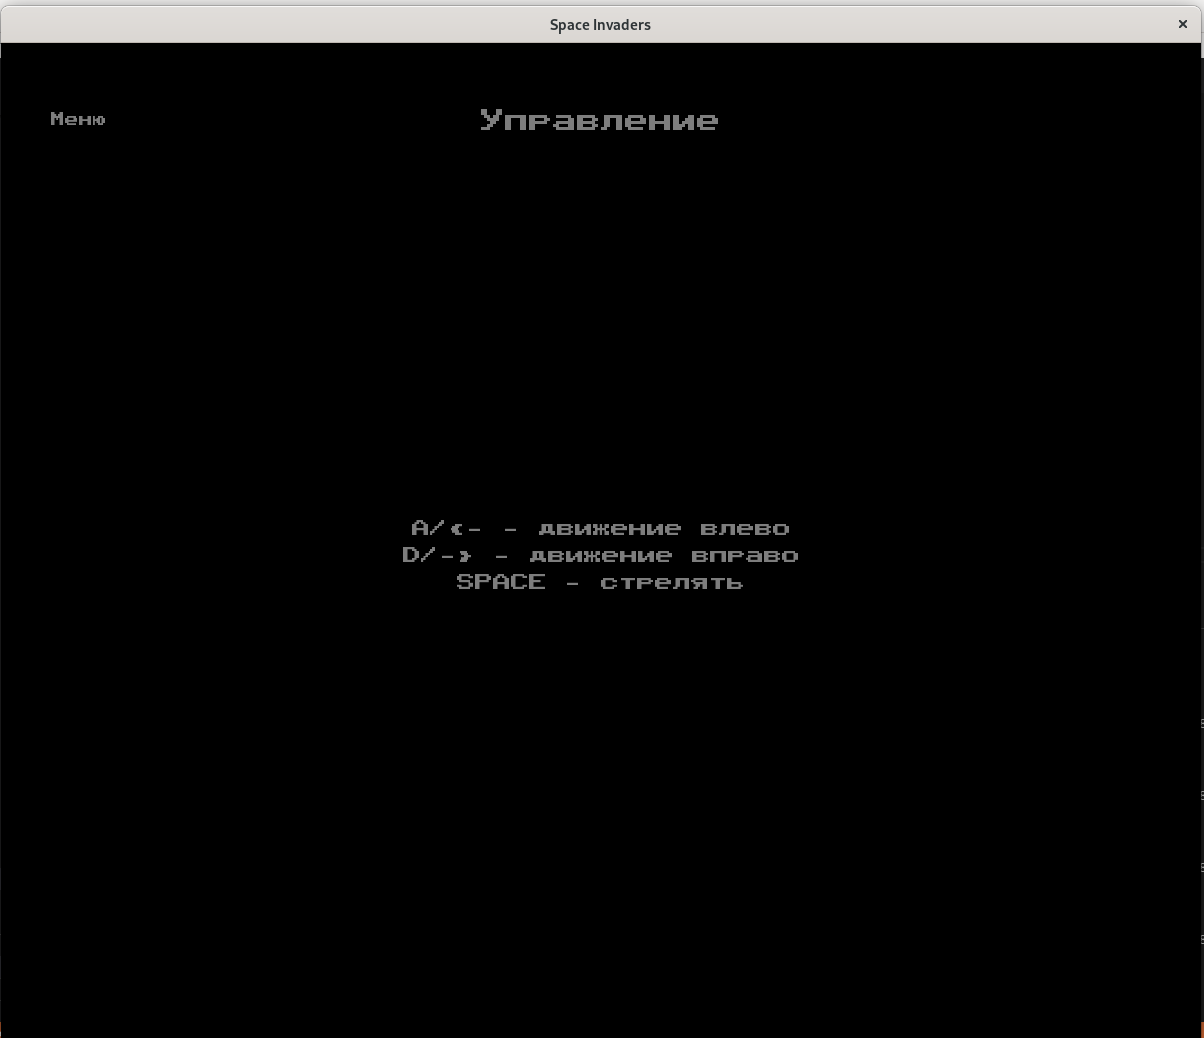 Space Invaders
Меню
Управление
A/<- - движение влево
D/-> - движение вправо
SPACE - стрелять